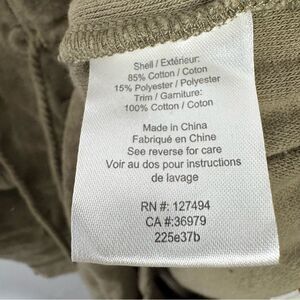 Shell / Extérieur:
85% Cotton / Coton
15% Polyester / Polyester
Trim / Garniture:
100% Cotton / Coton
Made in China
Fabriqué en Chine
See reverse for care
Voir au dos pour instructions
de lavage
RN #: 127494
CA #:36979
225e37b